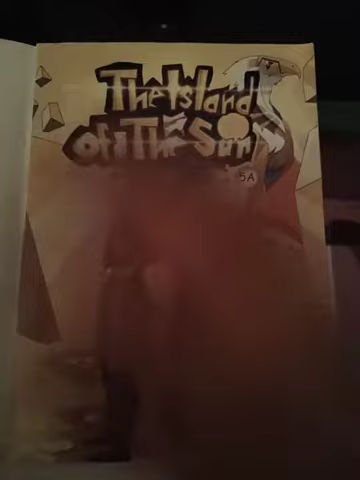 The Island
of The Sun
5A